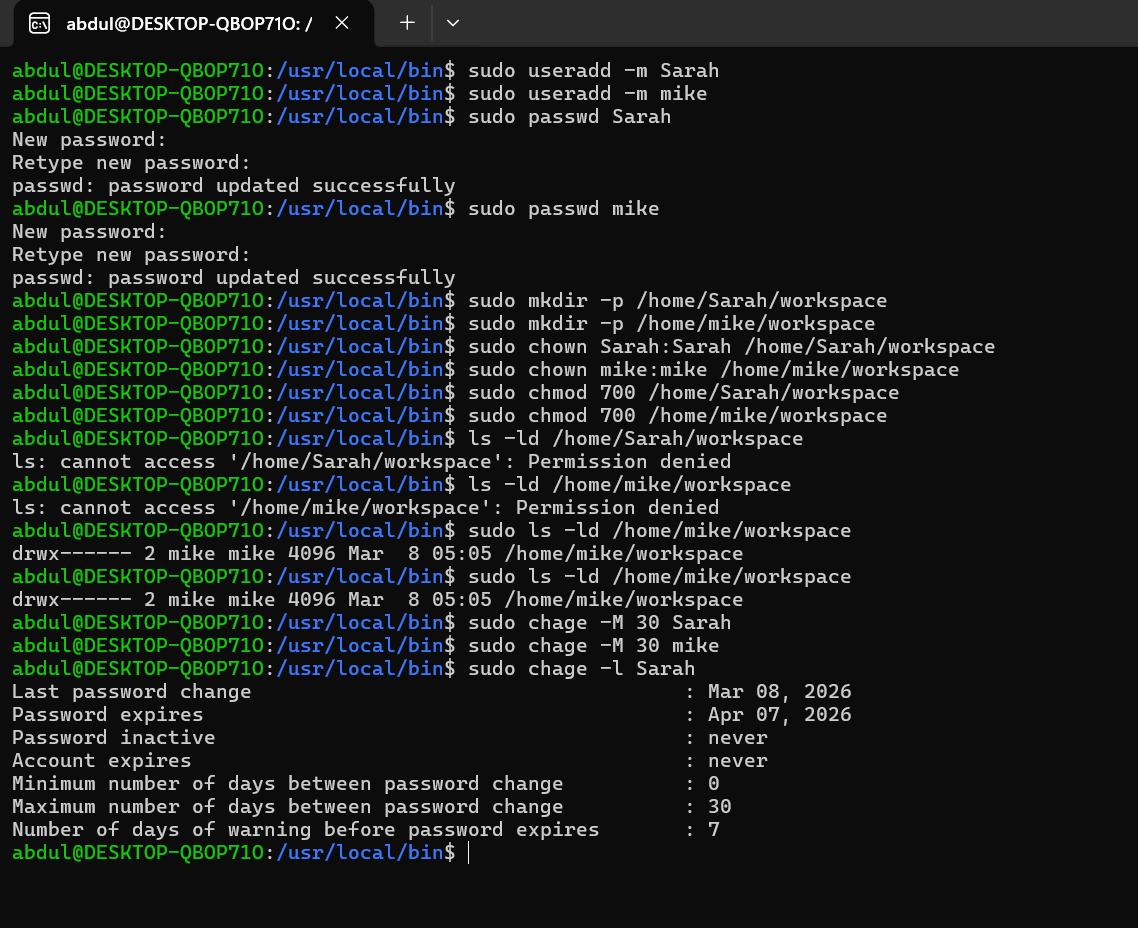 abdul@DESKTOP-QBOP71O: /
abdul@DESKTOP-QBOP71O:/usr/local/bin$ sudo useradd -m Sarah
abdul@DESKTOP-QBOP71O:/usr/local/bin$ sudo useradd -m mike
abdul@DESKTOP-QBOP71O:/usr/local/bin$ sudo passwd Sarah
New password:
Retype new password:
passwd: password updated successfully
abdul@DESKTOP-QBOP71O:/usr/local/bin$ sudo passwd mike
New password:
Retype new password:
passwd: password updated successfully
abdul@DESKTOP-QBOP71O:/usr/local/bin$ sudo mkdir -p /home/Sarah/workspace
abdul@DESKTOP-QBOP71O:/usr/local/bin$ sudo mkdir -p /home/mike/workspace
abdul@DESKTOP-QBOP71O:/usr/local/bin$ sudo chown Sarah:Sarah /home/Sarah/workspace
abdul@DESKTOP-QBOP71O:/usr/local/bin$ sudo chown mike:mike /home/mike/workspace
abdul@DESKTOP-QBOP71O:/usr/local/bin$ sudo chmod 700 /home/Sarah/workspace
abdul@DESKTOP-QBOP71O:/usr/local/bin$ sudo chmod 700 /home/mike/workspace
abdul@DESKTOP-QBOP71O:/usr/local/bin$ ls -ld /home/Sarah/workspace
ls: cannot access '/home/Sarah/workspace': Permission denied
abdul@DESKTOP-QBOP71O:/usr/local/bin$ ls -ld /home/mike/workspace
ls: cannot access '/home/mike/workspace': Permission denied
abdul@DESKTOP-QBOP71O:/usr/local/bin$ sudo ls -ld /home/mike/workspace
drwx------ 2 mike mike 4096 Mar  8 05:05 /home/mike/workspace
abdul@DESKTOP-QBOP71O:/usr/local/bin$ sudo ls -ld /home/mike/workspace
drwx------ 2 mike mike 4096 Mar  8 05:05 /home/mike/workspace
abdul@DESKTOP-QBOP71O:/usr/local/bin$ sudo chage -M 30 Sarah
abdul@DESKTOP-QBOP71O:/usr/local/bin$ sudo chage -M 30 mike
abdul@DESKTOP-QBOP71O:/usr/local/bin$ sudo chage -l Sarah
Last password change : Mar 08, 2026
Password expires : Apr 07, 2026
Password inactive : never
Account expires : never
Minimum number of days between password change : 0
Maximum number of days between password change : 30
Number of days of warning before password expires : 7
abdul@DESKTOP-QBOP71O:/usr/local/bin$